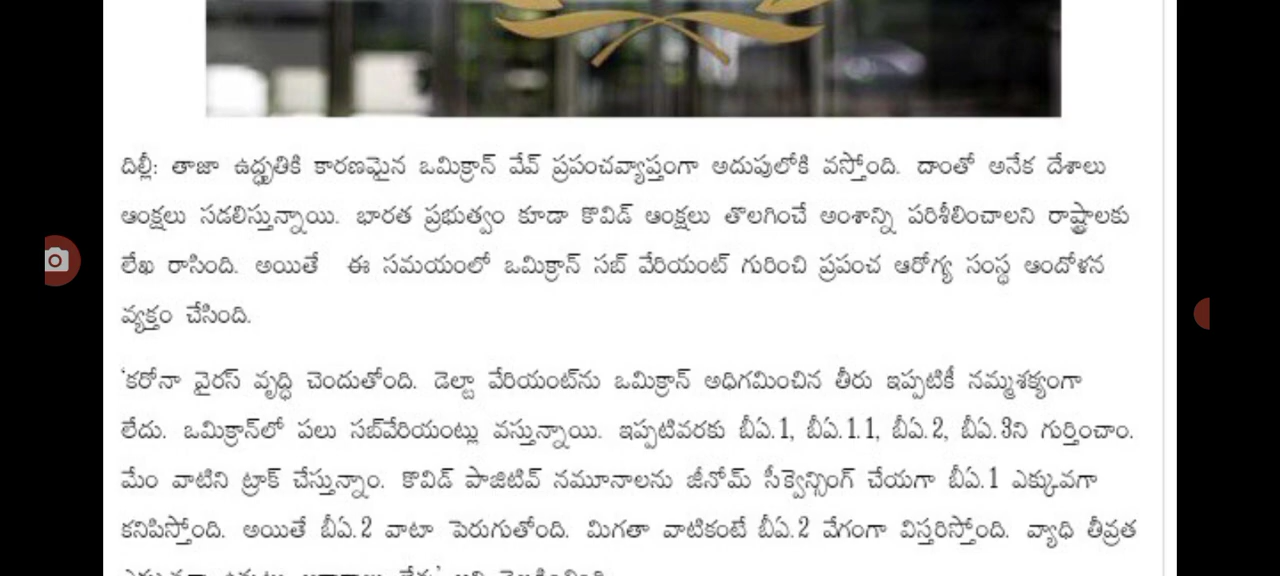 దిల్లీ: తాజా ఉద్ధృతికి కారణమైన ఒమిక్రాన్ వేవ్ ప్రపంచవ్యాప్తంగా అదుపులోకి వస్తోంది. దాంతో అనేక దేశాలు
ఆంక్షలు సడలిస్తున్నాయి. భారత ప్రభుత్వం కూడా కొవిడ్ ఆంక్షలు తొలగించే అంశాన్ని పరిశీలించాలని రాష్ట్రాలకు
లేఖ రాసింది. అయితే ఈ సమయంలో ఒమిక్రాన్ సబ్ వేరియంట్ గురించి ప్రపంచ ఆరోగ్య సంస్థ ఆందోళన
వ్యక్తం చేసింది.
‘కరోనా వైరస్ వృద్ధి చెందుతోంది. డెల్టా వేరియంట్‌ను ఒమిక్రాన్ అధిగమించిన తీరు ఇప్పటికీ నమ్మశక్యంగా
లేదు. ఒమిక్రాన్‌లో పలు సబ్‌వేరియంట్లు వస్తున్నాయి. ఇప్పటివరకు బీఏ.1, బీఏ.1.1, బీఏ.2, బీఏ.3ని గుర్తించాం.
మేం వాటిని ట్రాక్ చేస్తున్నాం. కొవిడ్ పాజిటివ్ నమూనాలను జీనోమ్ సీక్వెన్సింగ్ చేయగా బీఏ.1 ఎక్కువగా
కనిపిస్తోంది. అయితే బీఏ.2 వాటా పెరుగుతోంది. మిగతా వాటికంటే బీఏ.2 వేగంగా విస్తరిస్తోంది. వ్యాధి తీవ్రత